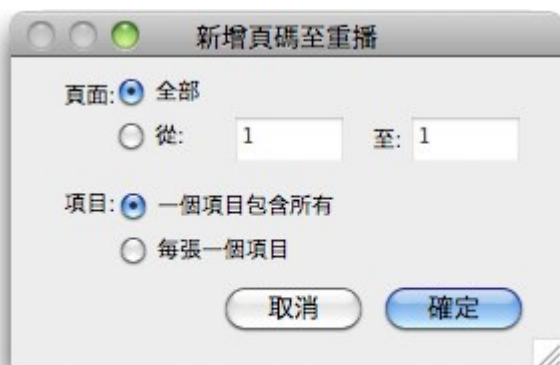 新增頁碼至重播
頁面: 全部
從: 1 至: 1
項目: 一個項目包含所有
每張一個項目
取消 確定